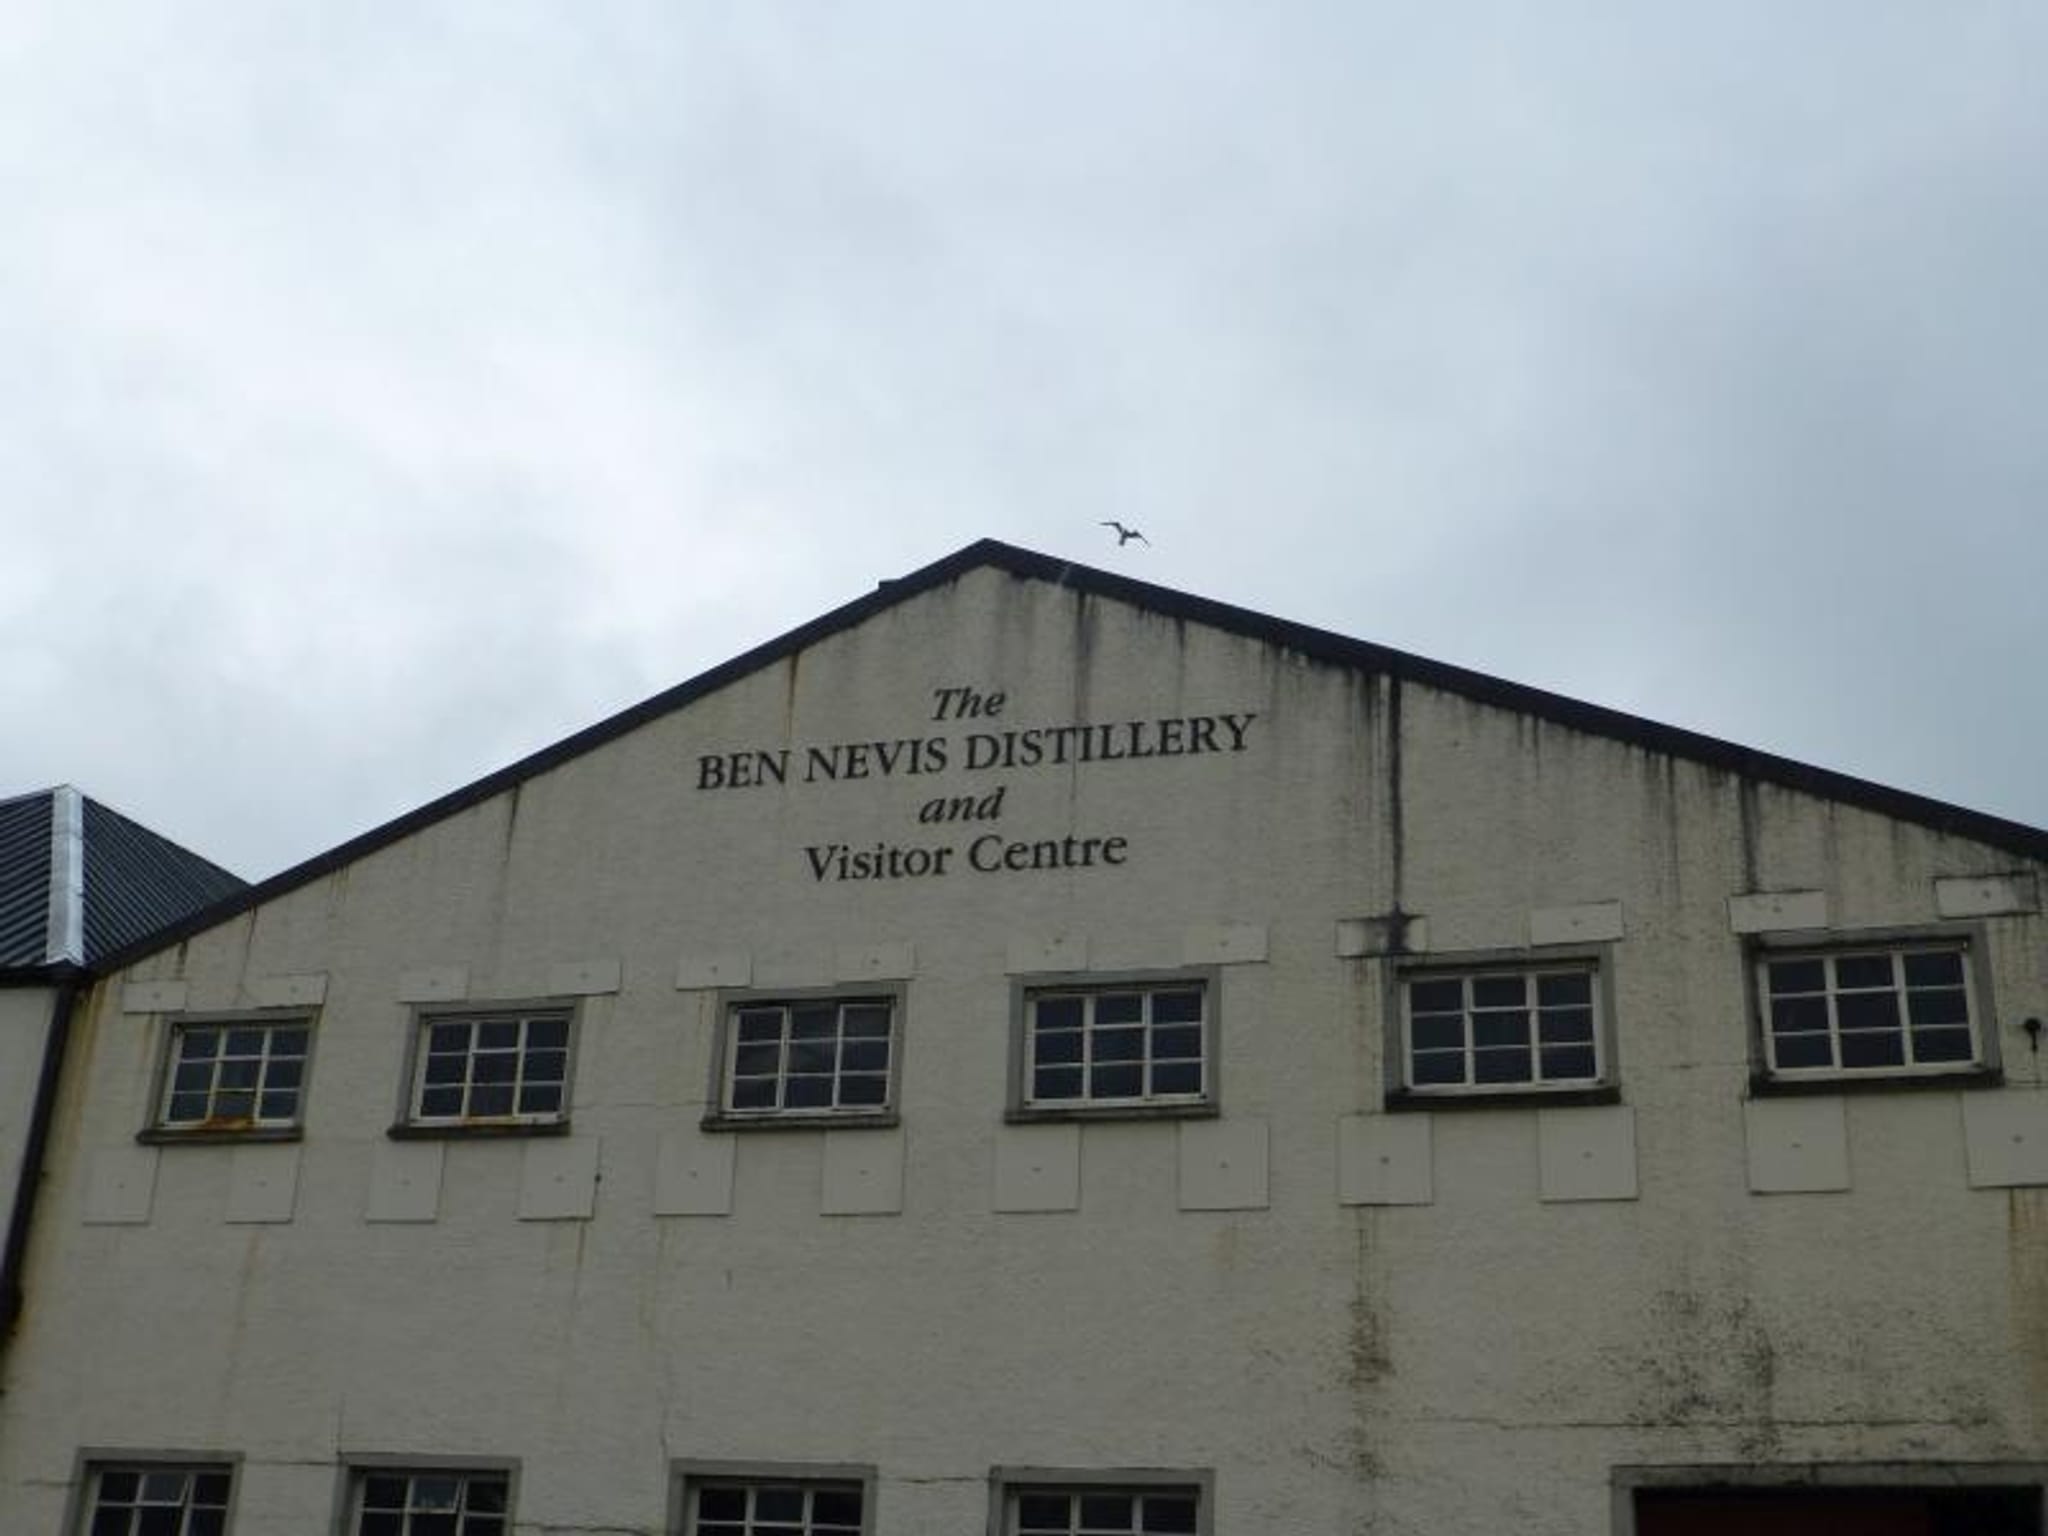 The
BEN NEVIS DISTILLERY
and
Visitor Centre